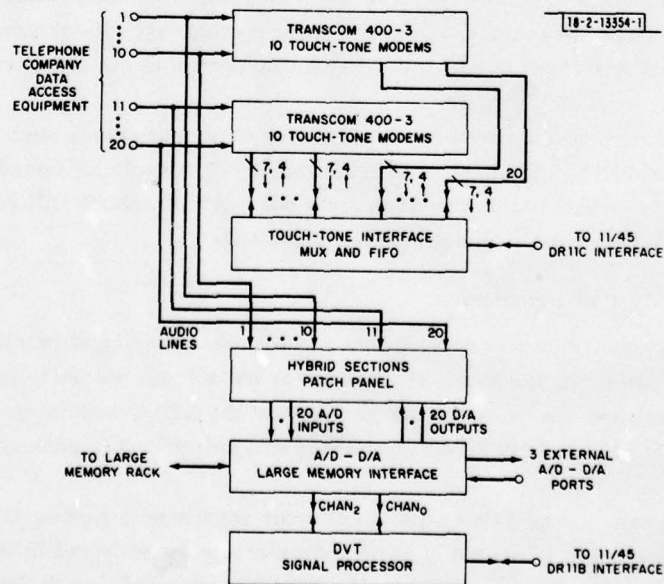 18-2-13354-1
TELEPHONE
COMPANY
DATA
ACCESS
EQUIPMENT
1
10
11
20
TRANSCOM 400-3
10 TOUCH-TONE MODEMS
TRANSCOM 400-3
10 TOUCH-TONE MODEMS
7, 4
7, 4
7, 4
7, 4
20
TOUCH-TONE INTERFACE
MUX AND FIFO
TO 11/45
DR11C INTERFACE
AUDIO
LINES
1
10
11
20
HYBRID SECTIONS
PATCH PANEL
20 A/D
INPUTS
20 D/A
OUTPUTS
TO LARGE
MEMORY RACK
A/D - D/A
LARGE MEMORY INTERFACE
3 EXTERNAL
A/D - D/A
PORTS
CHAN2
CHAN0
DVT
SIGNAL PROCESSOR
TO 11/45
DR11B INTERFACE